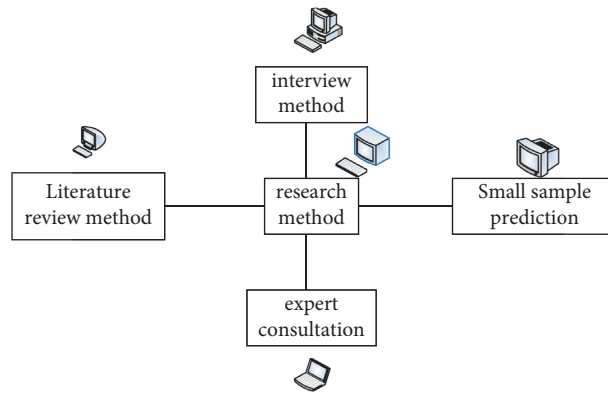 interview
method
Literature
review method
research
method
Small sample
prediction
expert
consultation